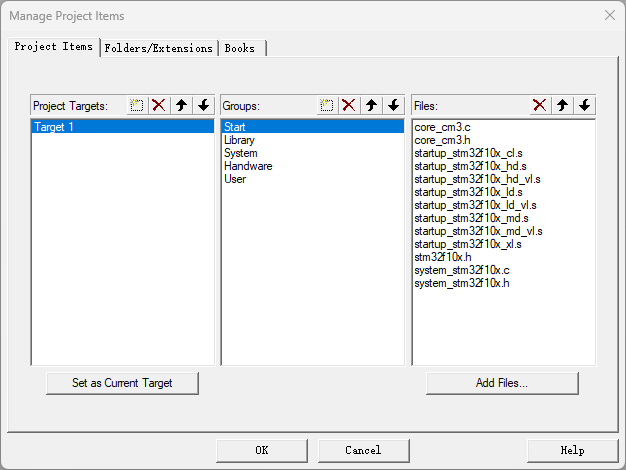 Manage Project Items
Project Items
Folders/Extensions
Books
Project Targets:
Groups:
Files:
Target 1
Start
Library
System
Hardware
User
core_cm3.c
core_cm3.h
startup_stm32f10x_cl.s
startup_stm32f10x_hd.s
startup_stm32f10x_hd_vl.s
startup_stm32f10x_ld.s
startup_stm32f10x_ld_vl.s
startup_stm32f10x_md.s
startup_stm32f10x_md_vl.s
startup_stm32f10x_xl.s
stm32f10x.h
system_stm32f10x.c
system_stm32f10x.h
Set as Current Target
Add Files...
OK
Cancel
Help